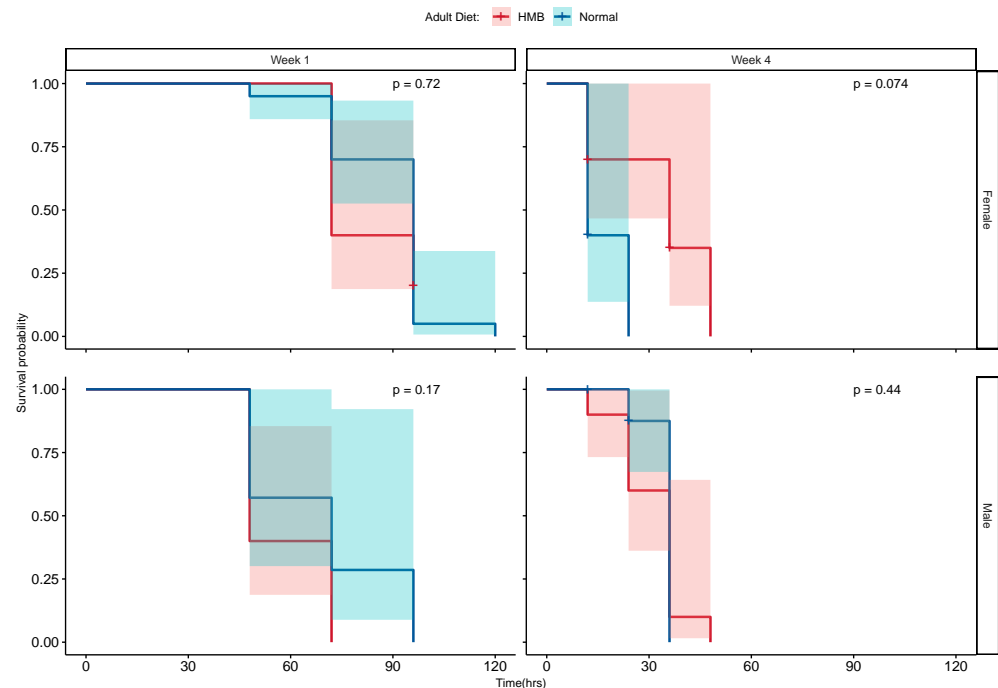 Adult Diet: HMB Normal
Week 1 Week 4
1.00 p = 0.72 p = 0.074
0.75
0.50
0.25
0.00
Female
Survival probability
1.00 p = 0.17 p = 0.44
0.75
0.50
0.25
0.00
Male
0 30 60 90 120 0 30 60 90 120
Time(hrs)